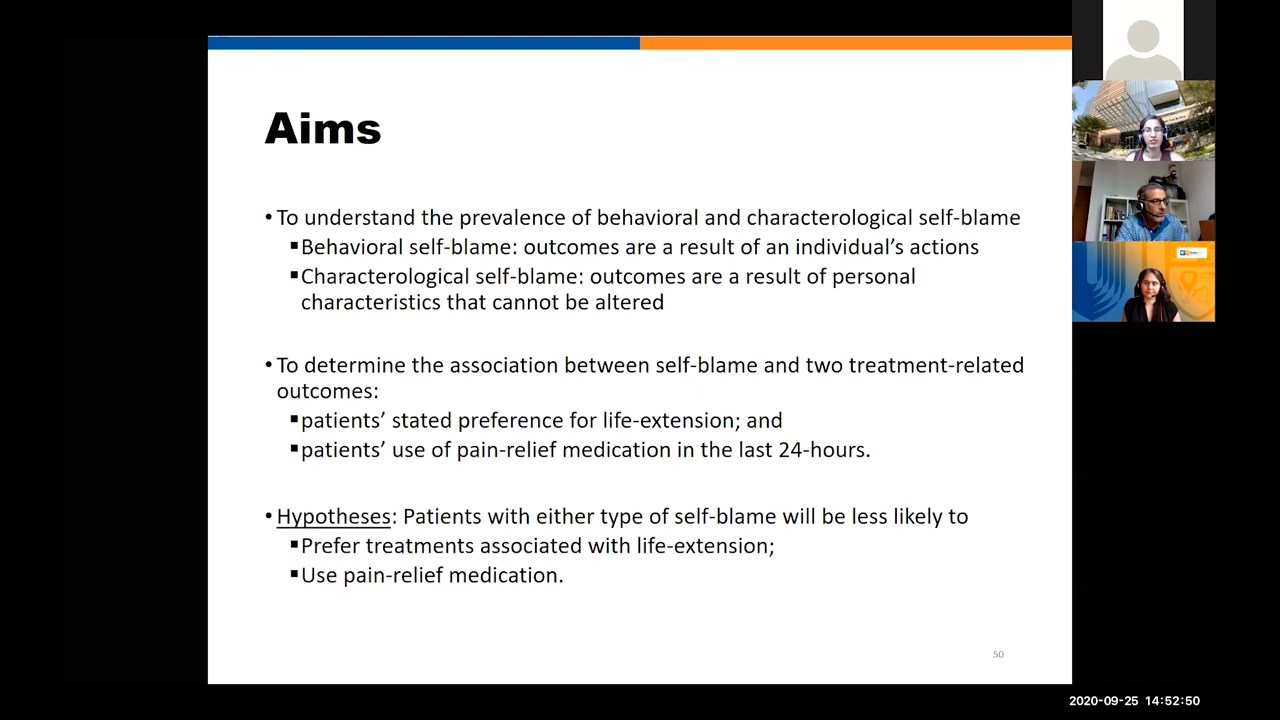 Aims
• To understand the prevalence of behavioral and characterological self-blame
▪ Behavioral self-blame: outcomes are a result of an individual’s actions
▪ Characterological self-blame: outcomes are a result of personal
characteristics that cannot be altered
• To determine the association between self-blame and two treatment-related
outcomes:
▪ patients’ stated preference for life-extension; and
▪ patients’ use of pain-relief medication in the last 24-hours.
• Hypotheses: Patients with either type of self-blame will be less likely to
▪ Prefer treatments associated with life-extension;
▪ Use pain-relief medication.
50
2020-09-25 14:52:50